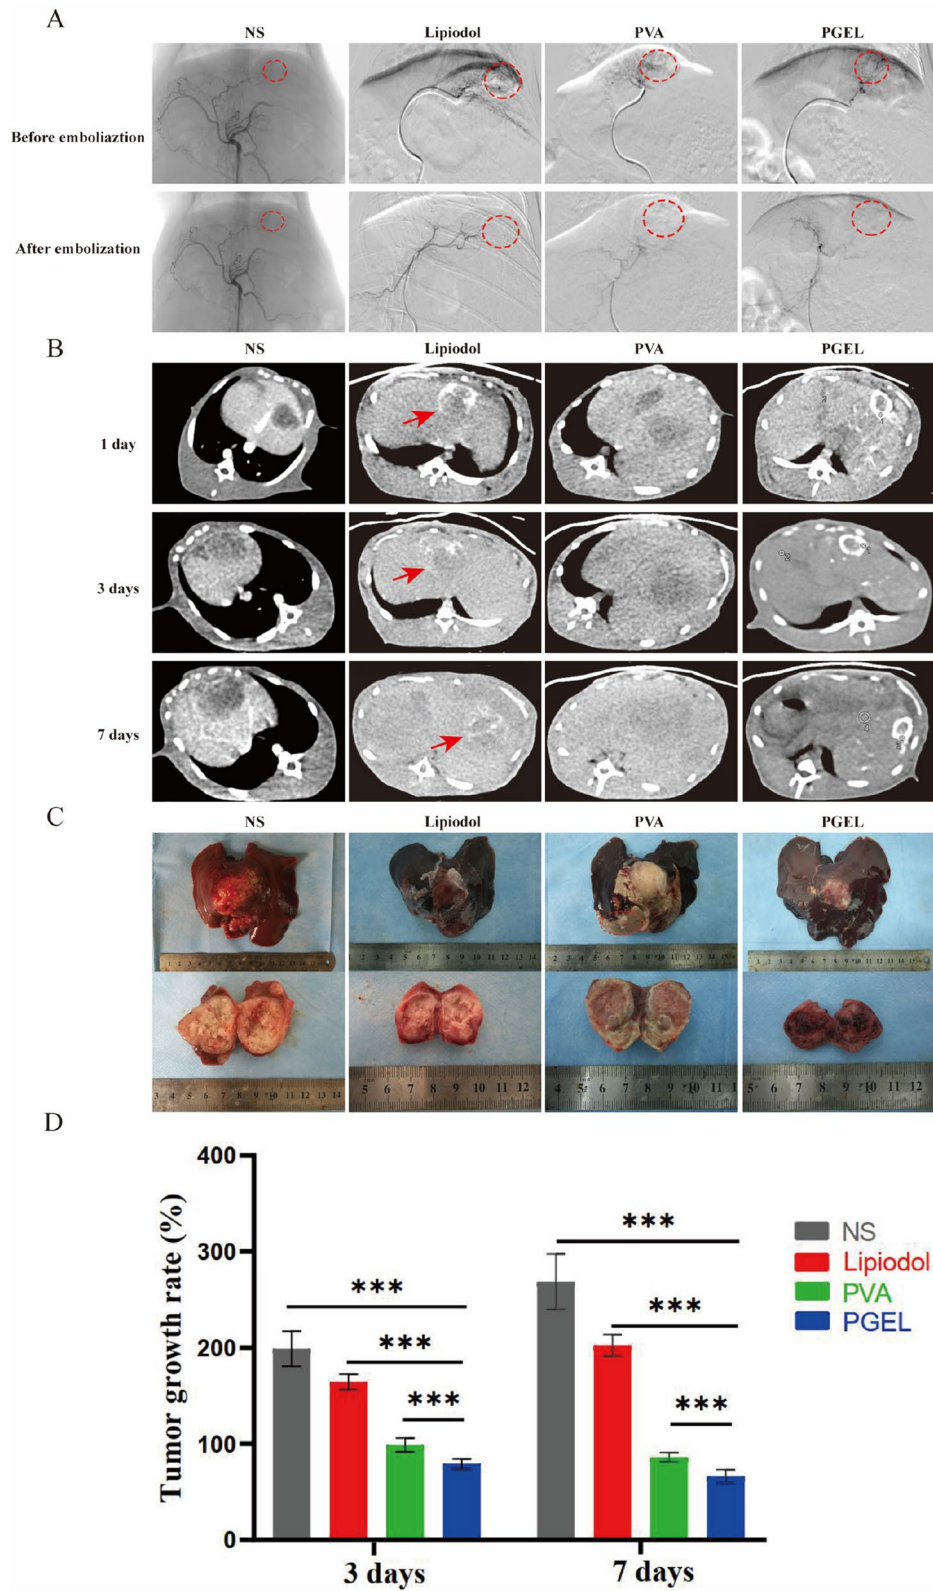 A
NS Lipiodol PVA PGEL
Before emboliaztion
After embolization
B
NS Lipiodol PVA PGEL
1 day
3 days
7 days
C
NS Lipiodol PVA PGEL
D
Tumor growth rate (%)
400
300
200
100
0
*** *** ***
*** *** ***
3 days 7 days
NS
Lipiodol
PVA
PGEL